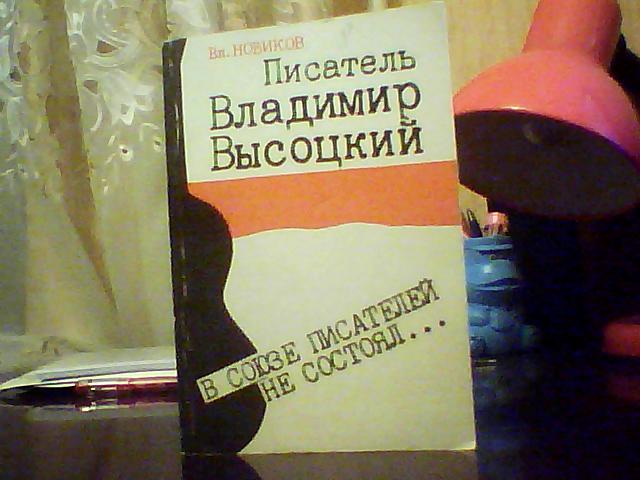 Вл. НОВИКОВ
Писатель
Владимир
Высоцкий
В СОЮЗЕ ПИСАТЕЛЕЙ
НЕ СОСТОЯЛ...